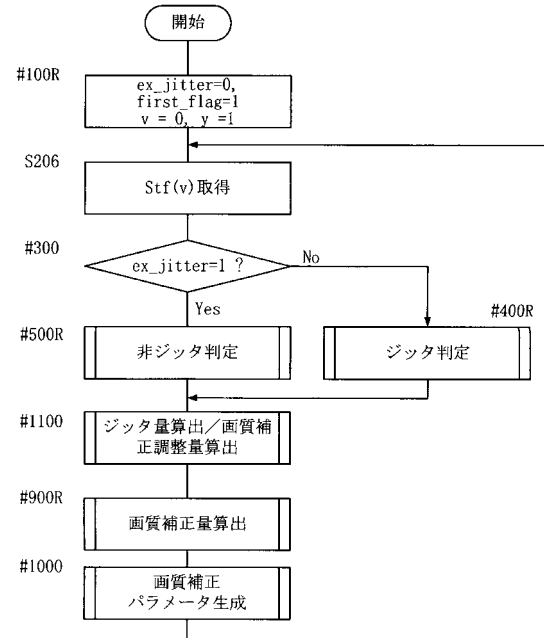 開始
#100R
ex_jitter=0,
first_flag=1
v = 0, y =1
S206
Stf(v)取得
#300
ex_jitter=1 ?
No
Yes
#400R
#500R
非ジッタ判定
ジッタ判定
#1100
ジッタ量算出／画質補
正調整量算出
#900R
画質補正量算出
#1000
画質補正
パラメータ生成